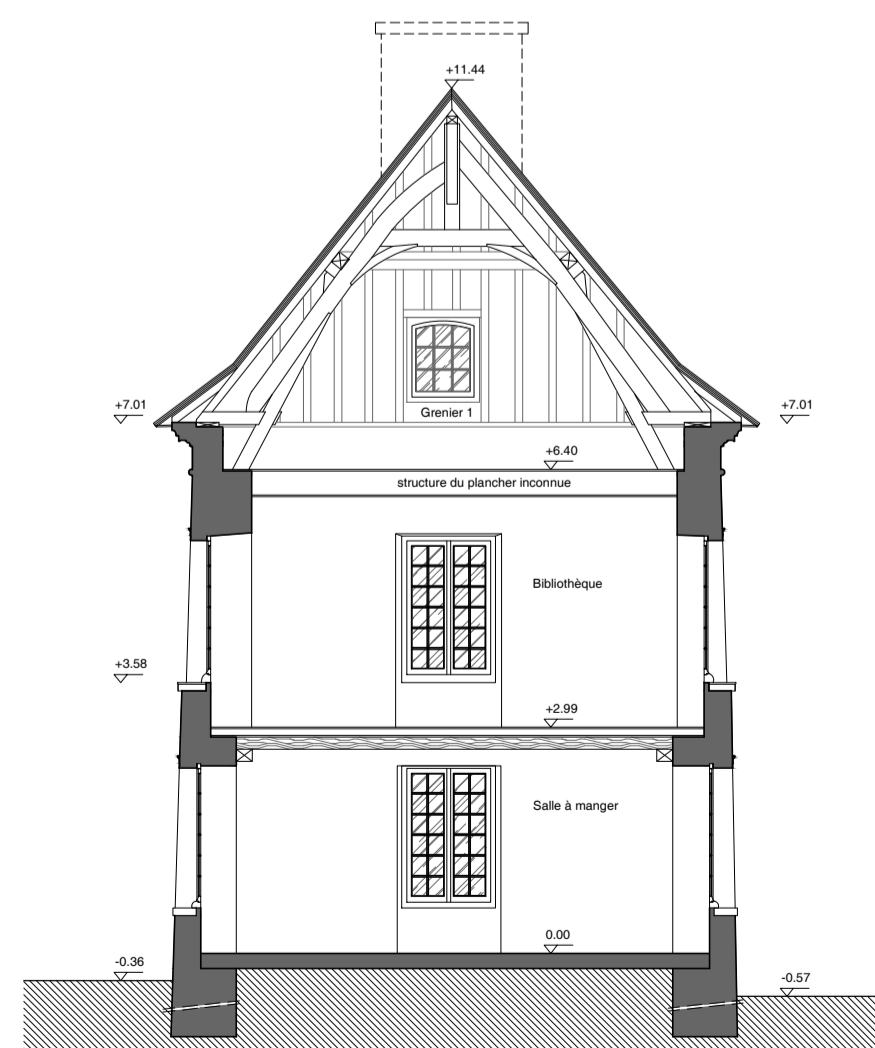 +11.44
+7.01
+7.01
Grenier 1
+6.40
structure du plancher inconnue
Bibliothèque
+3.58
+2.99
Salle à manger
0.00
-0.36
-0.57